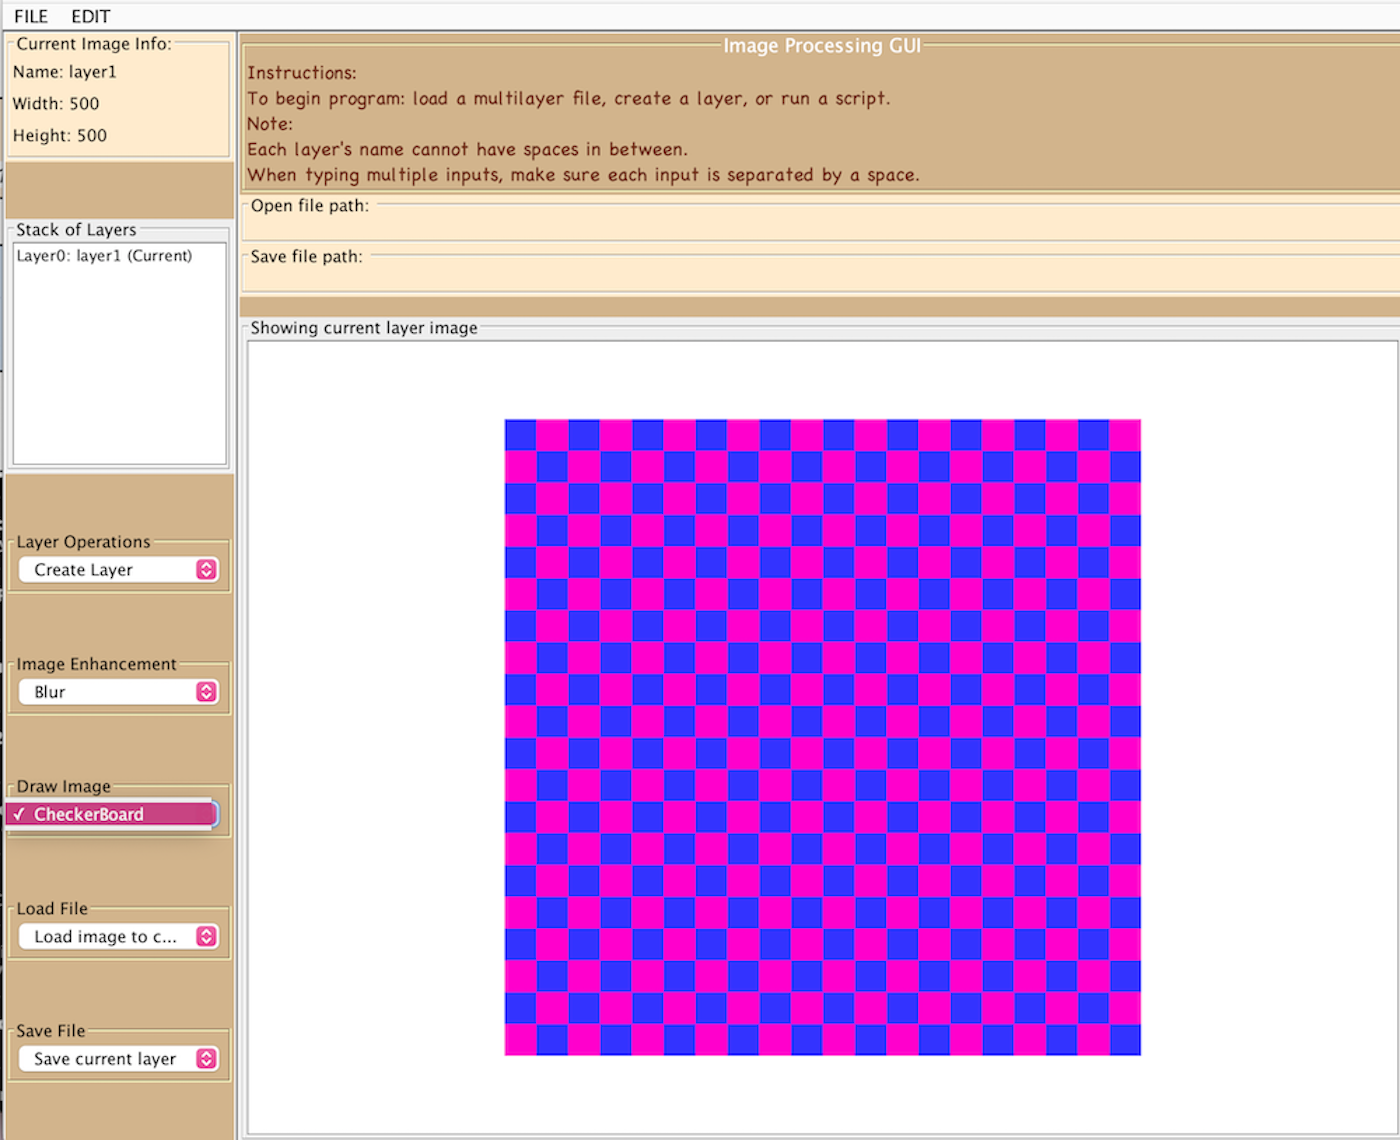 FILE EDIT
Current Image Info:
Name: layer1
Width: 500
Height: 500
Stack of Layers
Layer0: layer1 (Current)
Layer Operations
Create Layer
Image Enhancement
Blur
Draw Image
✓ CheckerBoard
Load File
Load image to c...
Save File
Save current layer
Image Processing GUI
Instructions:
To begin program: load a multilayer file, create a layer, or run a script.
Note:
Each layer's name cannot have spaces in between.
When typing multiple inputs, make sure each input is separated by a space.
Open file path:
Save file path:
Showing current layer image